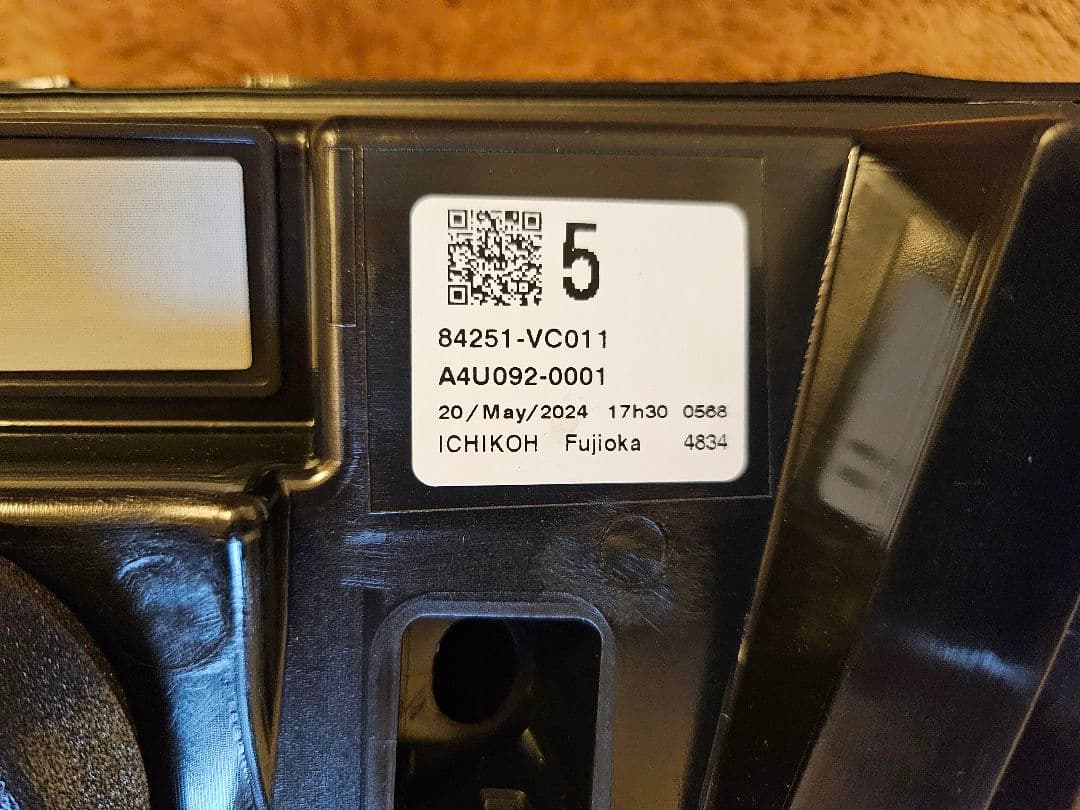 5
84251-VC011
A4U092-0001
20/May/2024 17h30 0568
ICHIKOH Fujioka 4834